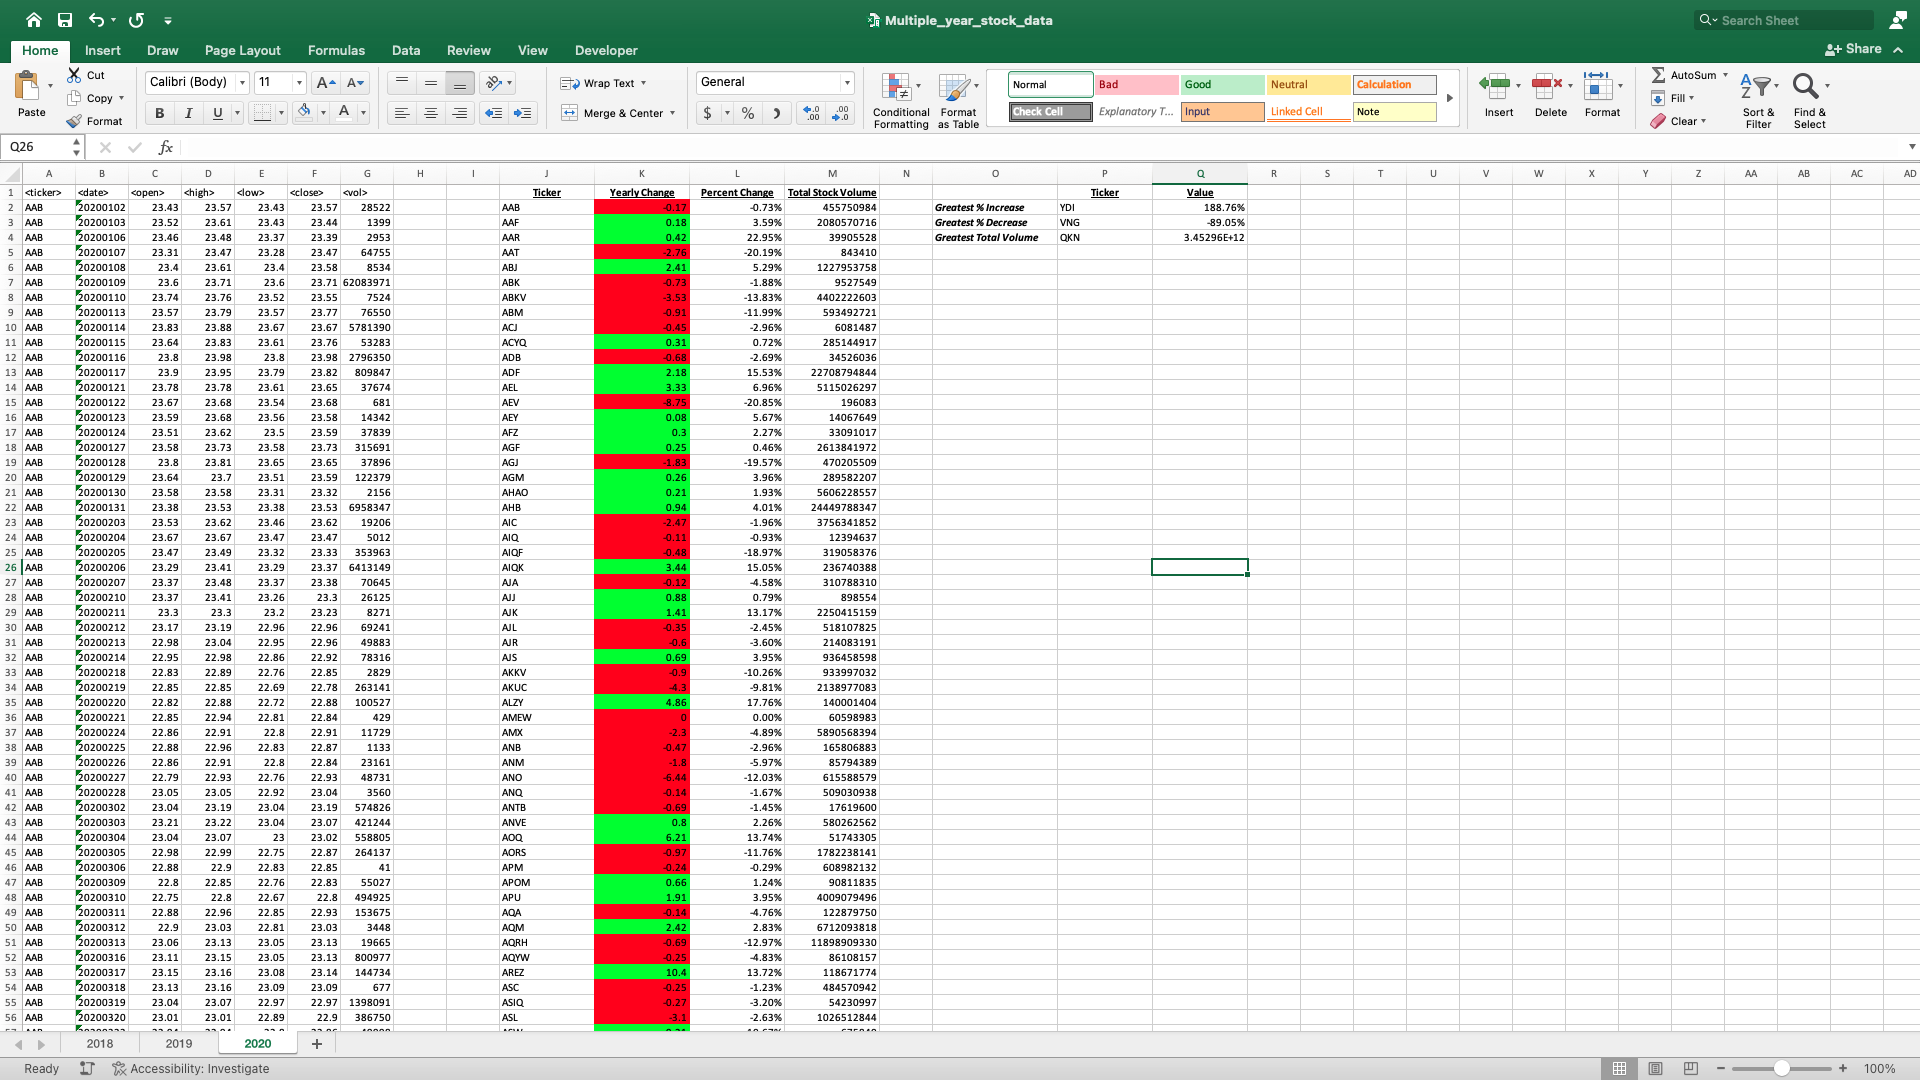 Multiple_year_stock_data
Search Sheet
Home Insert Draw Page Layout Formulas Data Review View Developer
Share
Paste Cut Copy Format
Calibri (Body) 11
B I U A
Wrap Text
Merge & Center
General
$ % )
Conditional Formatting
Format as Table
Normal Bad Good Neutral Calculation
Check Cell Explanatory T... Input Linked Cell Note
Insert Delete Format
AutoSum
Fill
Clear
Sort & Filter
Find & Select
Q26 fx
A B C D E F G H I J K L M N O P Q R S T U V W X Y Z AA AB AC AD
1 <ticker> <date> <open> <high> <low> <close> <vol> Ticker Yearly Change Percent Change Total Stock Volume Ticker Value
2 AAB 20200102 23.43 23.57 23.43 23.57 28522 AAB -0.17 -0.73% 455750984 Greatest % Increase YDI 188.76%
3 AAB 20200103 23.52 23.61 23.43 23.44 1399 AAF 0.18 3.59% 2080570716 Greatest % Decrease VNG -89.05%
4 AAB 20200106 23.46 23.48 23.37 23.39 2953 AAR 0.42 22.95% 39905528 Greatest Total Volume QKN 3.45296E+12
5 AAB 20200107 23.31 23.47 23.28 23.47 64755 AAT -2.76 -20.19% 843410
6 AAB 20200108 23.4 23.61 23.4 23.58 8534 ABJ 2.41 5.29% 1227953758
7 AAB 20200109 23.6 23.71 23.6 23.71 62083971 ABK -0.73 -1.88% 9527549
8 AAB 20200110 23.74 23.76 23.52 23.55 7524 ABKV -3.53 -13.83% 4402222603
9 AAB 20200113 23.57 23.79 23.57 23.77 76550 ABM -0.91 -11.99% 593492721
10 AAB 20200114 23.83 23.88 23.67 23.67 5781390 ACJ -0.45 -2.96% 6081487
11 AAB 20200115 23.64 23.83 23.61 23.76 53283 ACYQ 0.31 0.72% 285144917
12 AAB 20200116 23.8 23.98 23.8 23.98 2796350 ADB -0.68 -2.69% 34526036
13 AAB 20200117 23.9 23.95 23.79 23.82 809847 ADF 2.18 15.53% 22708794844
14 AAB 20200121 23.78 23.78 23.61 23.65 37674 AEL 3.33 6.96% 5115026297
15 AAB 20200122 23.67 23.68 23.54 23.68 681 AEV -8.75 -20.85% 196083
16 AAB 20200123 23.59 23.68 23.56 23.58 14342 AEY 0.08 5.67% 14067649
17 AAB 20200124 23.51 23.62 23.5 23.59 37839 AFZ 0.3 2.27% 33091017
18 AAB 20200127 23.58 23.73 23.58 23.73 315691 AGF 0.25 0.46% 2613841972
19 AAB 20200128 23.8 23.81 23.65 23.65 37896 AGJ -1.83 -19.57% 470205509
20 AAB 20200129 23.64 23.7 23.51 23.59 122379 AGM 0.26 3.96% 289582207
21 AAB 20200130 23.58 23.58 23.31 23.32 2156 AHAO 0.21 1.93% 5606228557
22 AAB 20200131 23.38 23.53 23.38 23.53 6958347 AHB 0.94 4.01% 24449788347
23 AAB 20200203 23.53 23.62 23.46 23.62 19206 AIC -2.47 -1.96% 3756341852
24 AAB 20200204 23.67 23.67 23.47 23.47 5012 AIQ -0.11 -0.93% 12394637
25 AAB 20200205 23.47 23.49 23.32 23.33 353963 AIQF -0.48 -18.97% 319058376
26 AAB 20200206 23.29 23.41 23.29 23.37 6413149 AIQK 3.44 15.05% 236740388
27 AAB 20200207 23.37 23.48 23.37 23.38 70645 AJA -0.12 -4.58% 310788310
28 AAB 20200210 23.37 23.41 23.26 23.3 26125 AJJ 0.88 0.79% 898554
29 AAB 20200211 23.3 23.3 23.2 23.23 8271 AJK 1.41 13.17% 2250415159
30 AAB 20200212 23.17 23.19 22.96 22.96 69241 AJL -0.35 -2.45% 518107825
31 AAB 20200213 22.98 23.04 22.95 22.96 49883 AJR -0.6 -3.60% 214083191
32 AAB 20200214 22.95 22.98 22.86 22.92 78316 AJS 0.69 3.95% 936458598
33 AAB 20200218 22.83 22.89 22.76 22.85 2829 AKKV -0.9 -10.26% 933997032
34 AAB 20200219 22.85 22.85 22.69 22.78 263141 AKUC -4.3 -9.81% 2138977083
35 AAB 20200220 22.82 22.88 22.72 22.88 100527 ALZY 4.86 17.76% 140001404
36 AAB 20200221 22.85 22.94 22.81 22.84 429 AMEW 0 0.00% 60598983
37 AAB 20200224 22.86 22.91 22.8 22.91 11729 AMX -2.3 -4.89% 5890568394
38 AAB 20200225 22.88 22.96 22.83 22.87 1133 ANB -0.47 -2.96% 165806883
39 AAB 20200226 22.86 22.91 22.8 22.84 23161 ANM -1.8 -5.97% 85794389
40 AAB 20200227 22.79 22.93 22.76 22.93 48731 ANO -6.44 -12.03% 615588579
41 AAB 20200228 23.05 23.05 22.92 23.04 3560 ANQ -0.14 -1.67% 509030938
42 AAB 20200302 23.04 23.19 23.04 23.19 574826 ANTB -0.69 -1.45% 17619600
43 AAB 20200303 23.21 23.22 23.04 23.07 421244 ANVE 0.8 2.26% 580262562
44 AAB 20200304 23.04 23.07 23 23.02 558805 AOQ 6.21 13.74% 51743305
45 AAB 20200305 22.98 22.99 22.75 22.87 264137 AORS -0.97 -11.76% 1782238141
46 AAB 20200306 22.88 22.9 22.83 22.85 41 APM -0.24 -0.29% 608982132
47 AAB 20200309 22.8 22.85 22.76 22.83 55027 APOM 0.66 1.24% 90811835
48 AAB 20200310 22.75 22.8 22.67 22.8 494925 APU 1.91 3.95% 4009079496
49 AAB 20200311 22.88 22.96 22.85 22.93 153675 AQA -0.14 -4.76% 122879750
50 AAB 20200312 22.9 23.03 22.81 23.03 3448 AQM 2.42 2.83% 6712093818
51 AAB 20200313 23.06 23.13 23.05 23.13 19665 AQRH -0.69 -12.97% 11898909330
52 AAB 20200316 23.11 23.15 23.05 23.13 800977 AQYW -0.25 -4.83% 86108157
53 AAB 20200317 23.15 23.16 23.08 23.14 144734 AREZ 10.4 13.72% 118671774
54 AAB 20200318 23.13 23.16 23.09 23.09 677 ASC -0.25 -1.23% 484570942
55 AAB 20200319 23.04 23.07 22.97 22.97 1398091 ASIQ -0.27 -3.20% 54230997
56 AAB 20200320 23.01 23.01 22.89 22.9 386750 ASL -3.1 -2.63% 1026512844
2018 2019 2020 +
Ready Accessibility: Investigate 100%